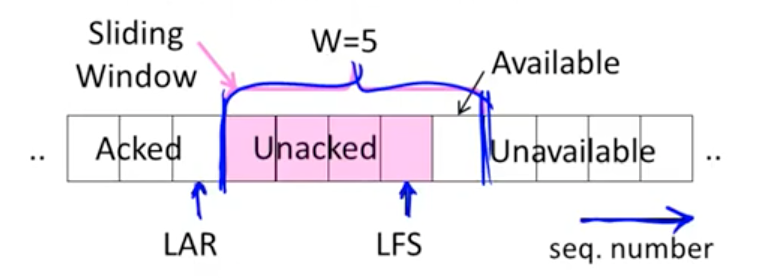 Sliding
Window
W=5
Available
.. Acked Unacked Unavailable ..
LAR
LFS
seq. number